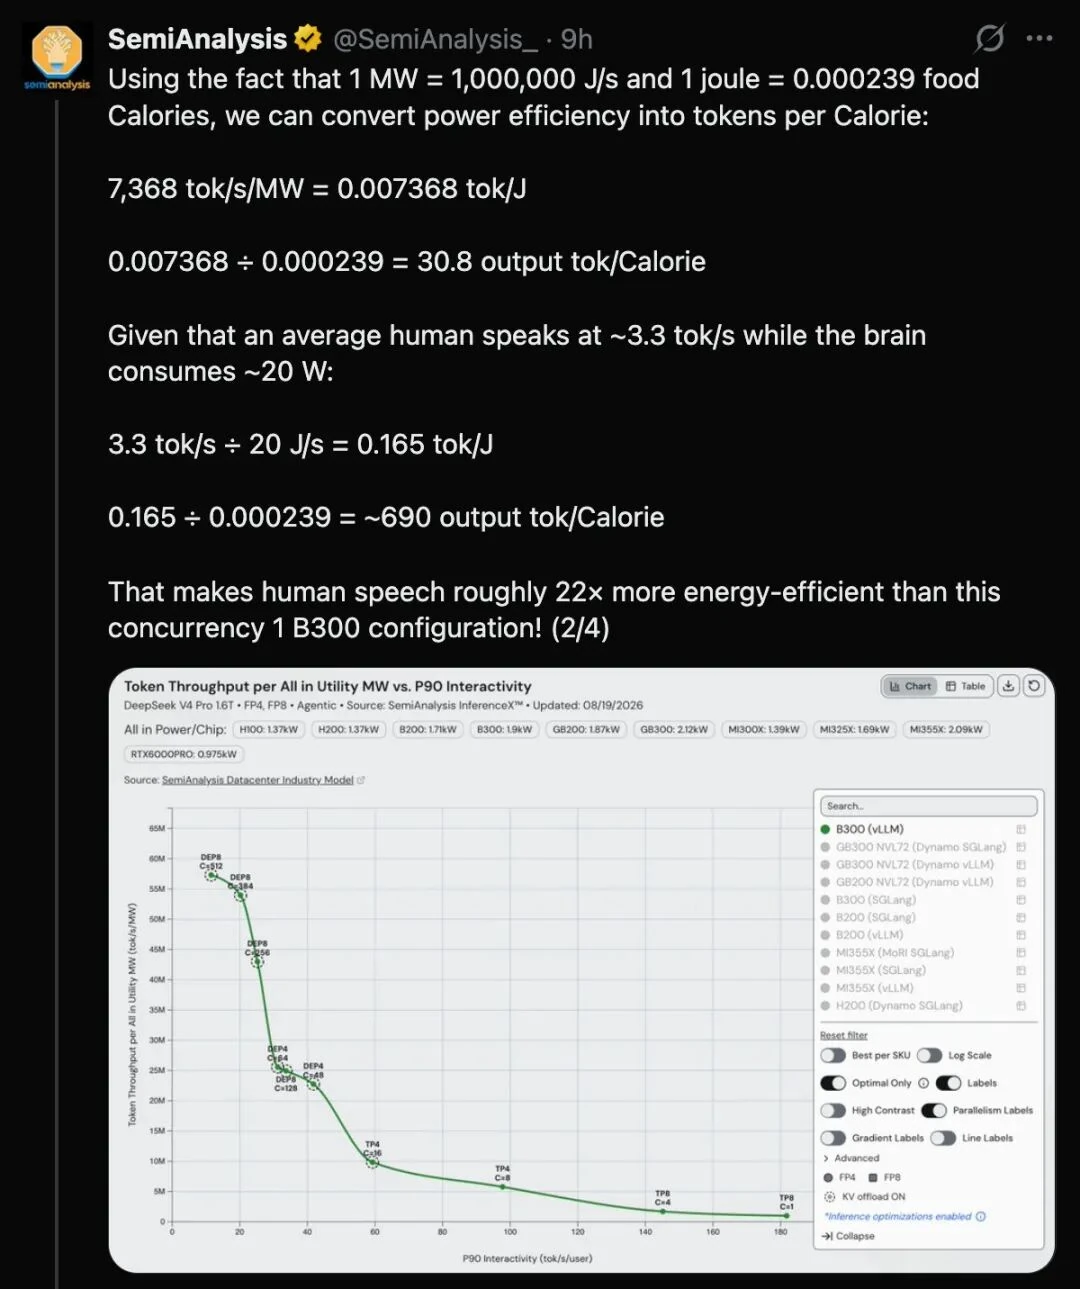 SemiAnalysis @SemiAnalysis_ · 9h
semianalysis
Using the fact that 1 MW = 1,000,000 J/s and 1 joule = 0.000239 food
Calories, we can convert power efficiency into tokens per Calorie:
7,368 tok/s/MW = 0.007368 tok/J
0.007368 ÷ 0.000239 = 30.8 output tok/Calorie
Given that an average human speaks at ~3.3 tok/s while the brain
consumes ~20 W:
3.3 tok/s ÷ 20 J/s = 0.165 tok/J
0.165 ÷ 0.000239 = ~690 output tok/Calorie
That makes human speech roughly 22× more energy-efficient than this
concurrency 1 B300 configuration! (2/4)
Token Throughput per All in Utility MW vs. P90 Interactivity
Chart Table
DeepSeek V4 Pro 1.6T • FP4, FP8 • Agentic • Source: SemiAnalysis InferenceX™ • Updated: 08/19/2026
All in Power/Chip: H100: 1.37kW H200: 1.37kW B200: 1.71kW B300: 1.9kW GB200: 1.87kW GB300: 2.12kW MI300X: 1.39kW MI325X: 1.69kW MI355X: 2.09kW
RTX6000PRO: 0.975kW
Source: SemiAnalysis Datacenter Industry Model
Token Throughput per All in Utility MW (tok/s/MW)
65M
60M
55M
50M
45M
40M
35M
30M
25M
20M
15M
10M
5M
0
DEP8
C=512
DEP8
C=384
DEP8
C=256
DEP4
C=64
DEP8
C=128
DEP4
C=48
TP4
C=16
TP4
C=8
TP8
C=4
TP8
C=1
0 20 40 60 80 100 120 140 160 180
P90 Interactivity (tok/s/user)
Search...
B300 (vLLM)
GB300 NVL72 (Dynamo SGLang)
GB300 NVL72 (Dynamo vLLM)
GB200 NVL72 (Dynamo vLLM)
B300 (SGLang)
B200 (SGLang)
B200 (vLLM)
MI355X (MoRI SGLang)
MI355X (SGLang)
MI355X (vLLM)
H200 (Dynamo SGLang)
Reset filter
Best per SKU Log Scale
Optimal Only Labels
High Contrast Parallelism Labels
Gradient Labels Line Labels
Advanced
FP4 FP8
KV offload ON
*Inference optimizations enabled
Collapse